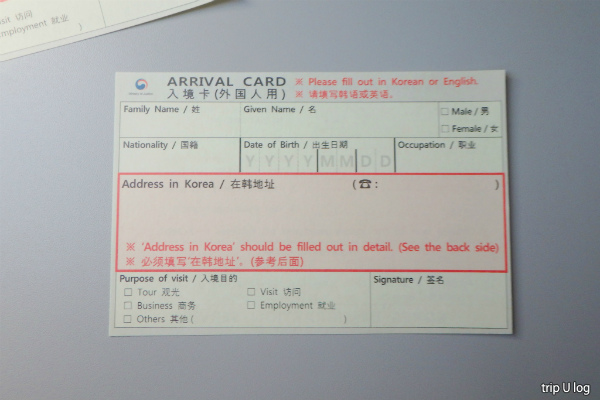 isit 访问
mployment 就业
)
ARRIVAL CARD ※ Please fill out in Korean or English.
入境卡(外国人用) ※ 请填写韩语或英语。
Family Name / 姓 Given Name / 名 □ Male / 男
□ Female / 女
Nationality / 国籍 Date of Birth / 出生日期 Occupation / 职业
Y Y Y Y M M D D
Address in Korea / 在韩地址 (☎ : )
※ 'Address in Korea' should be filled out in detail. (See the back side)
※ 必须填写'在韩地址'。(参考后面)
Purpose of visit / 入境目的 Signature / 签名
□ Tour 观光 □ Visit 访问
□ Business 商务 □ Employment 就业
□ Others 其他 ( )
trip U log